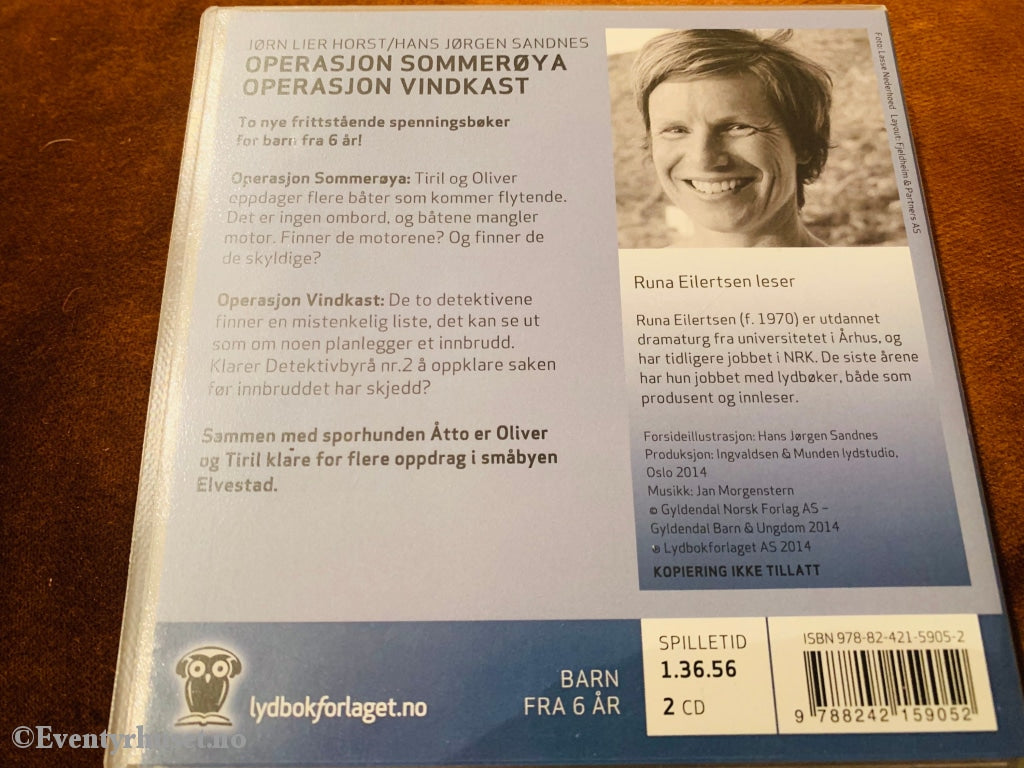 JØRN LIER HORST/HANS JØRGEN SANDNES
OPERASJON SOMMERØYA
OPERASJON VINDKAST
To nye frittstående spenningsbøker
for barn fra 6 år!
Operasjon Sommerøya: Tiril og Oliver
oppdager flere båter som kommer flytende.
Det er ingen ombord, og båtene mangler
motor. Finner de motorene? Og finner de
de skyldige?
Operasjon Vindkast: De to detektivene
finner en mistenkelig liste, det kan se ut
som om noen planlegger et innbrudd.
Klarer Detektivbyrå nr.2 å oppklare saken
før innbruddet har skjedd?
Sammen med sporhunden Åtto er Oliver
og Tiril klare for flere oppdrag i småbyen
Elvestad.
Foto: Lasse Nederhoed Layout: Fjeldheim & Partners AS
Runa Eilertsen leser
Runa Eilertsen (f. 1970) er utdannet
dramaturg fra universitetet i Århus, og
har tidligere jobbet i NRK. De siste årene
har hun jobbet med lydbøker, både som
produsent og innleser.
Forsideillustrasjon: Hans Jørgen Sandnes
Produksjon: Ingvaldsen & Munden lydstudio,
Oslo 2014
Musikk: Jan Morgenstern
© Gyldendal Norsk Forlag AS –
Gyldendal Barn & Ungdom 2014
℗ Lydbokforlaget AS 2014
KOPIERING IKKE TILLATT
lydbokforlaget.no
BARN
FRA 6 ÅR
SPILLETID
1.36.56
2 CD
ISBN 978-82-421-5905-2
9 788242 159052
©Eventyrhuset.no